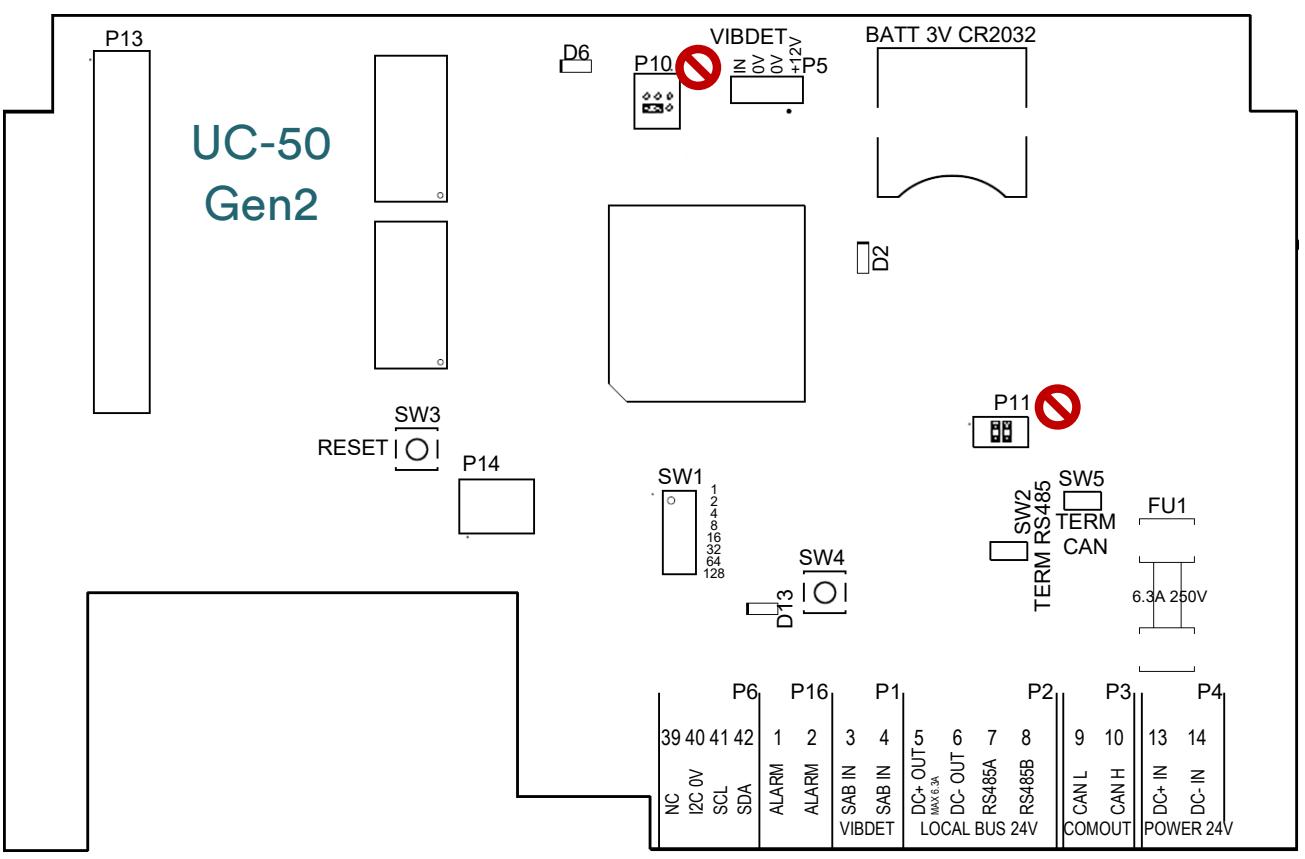 P13
D6
P10
VIBDET
IN
0V
0V
+12V
P5
BATT 3V CR2032
UC-50
Gen2
D2
P11
SW3
RESET
P14
SW1
1
2
4
8
16
32
64
128
SW5
TERM
CAN
SW2
TERM RS485
FU1
6.3A 250V
SW4
D13
P6
P16
P1
P2
P3
P4
39 40 41 42 1 2 3 4 5 6 7 8 9 10 13 14
NC
I2C 0V
SCL
SDA
ALARM
ALARM
SAB IN
SAB IN
DC+ OUT
MAX 6.3A
DC- OUT
RS485A
RS485B
CAN L
CAN H
DC+ IN
DC- IN
VIBDET
LOCAL BUS 24V
COMOUT
POWER 24V